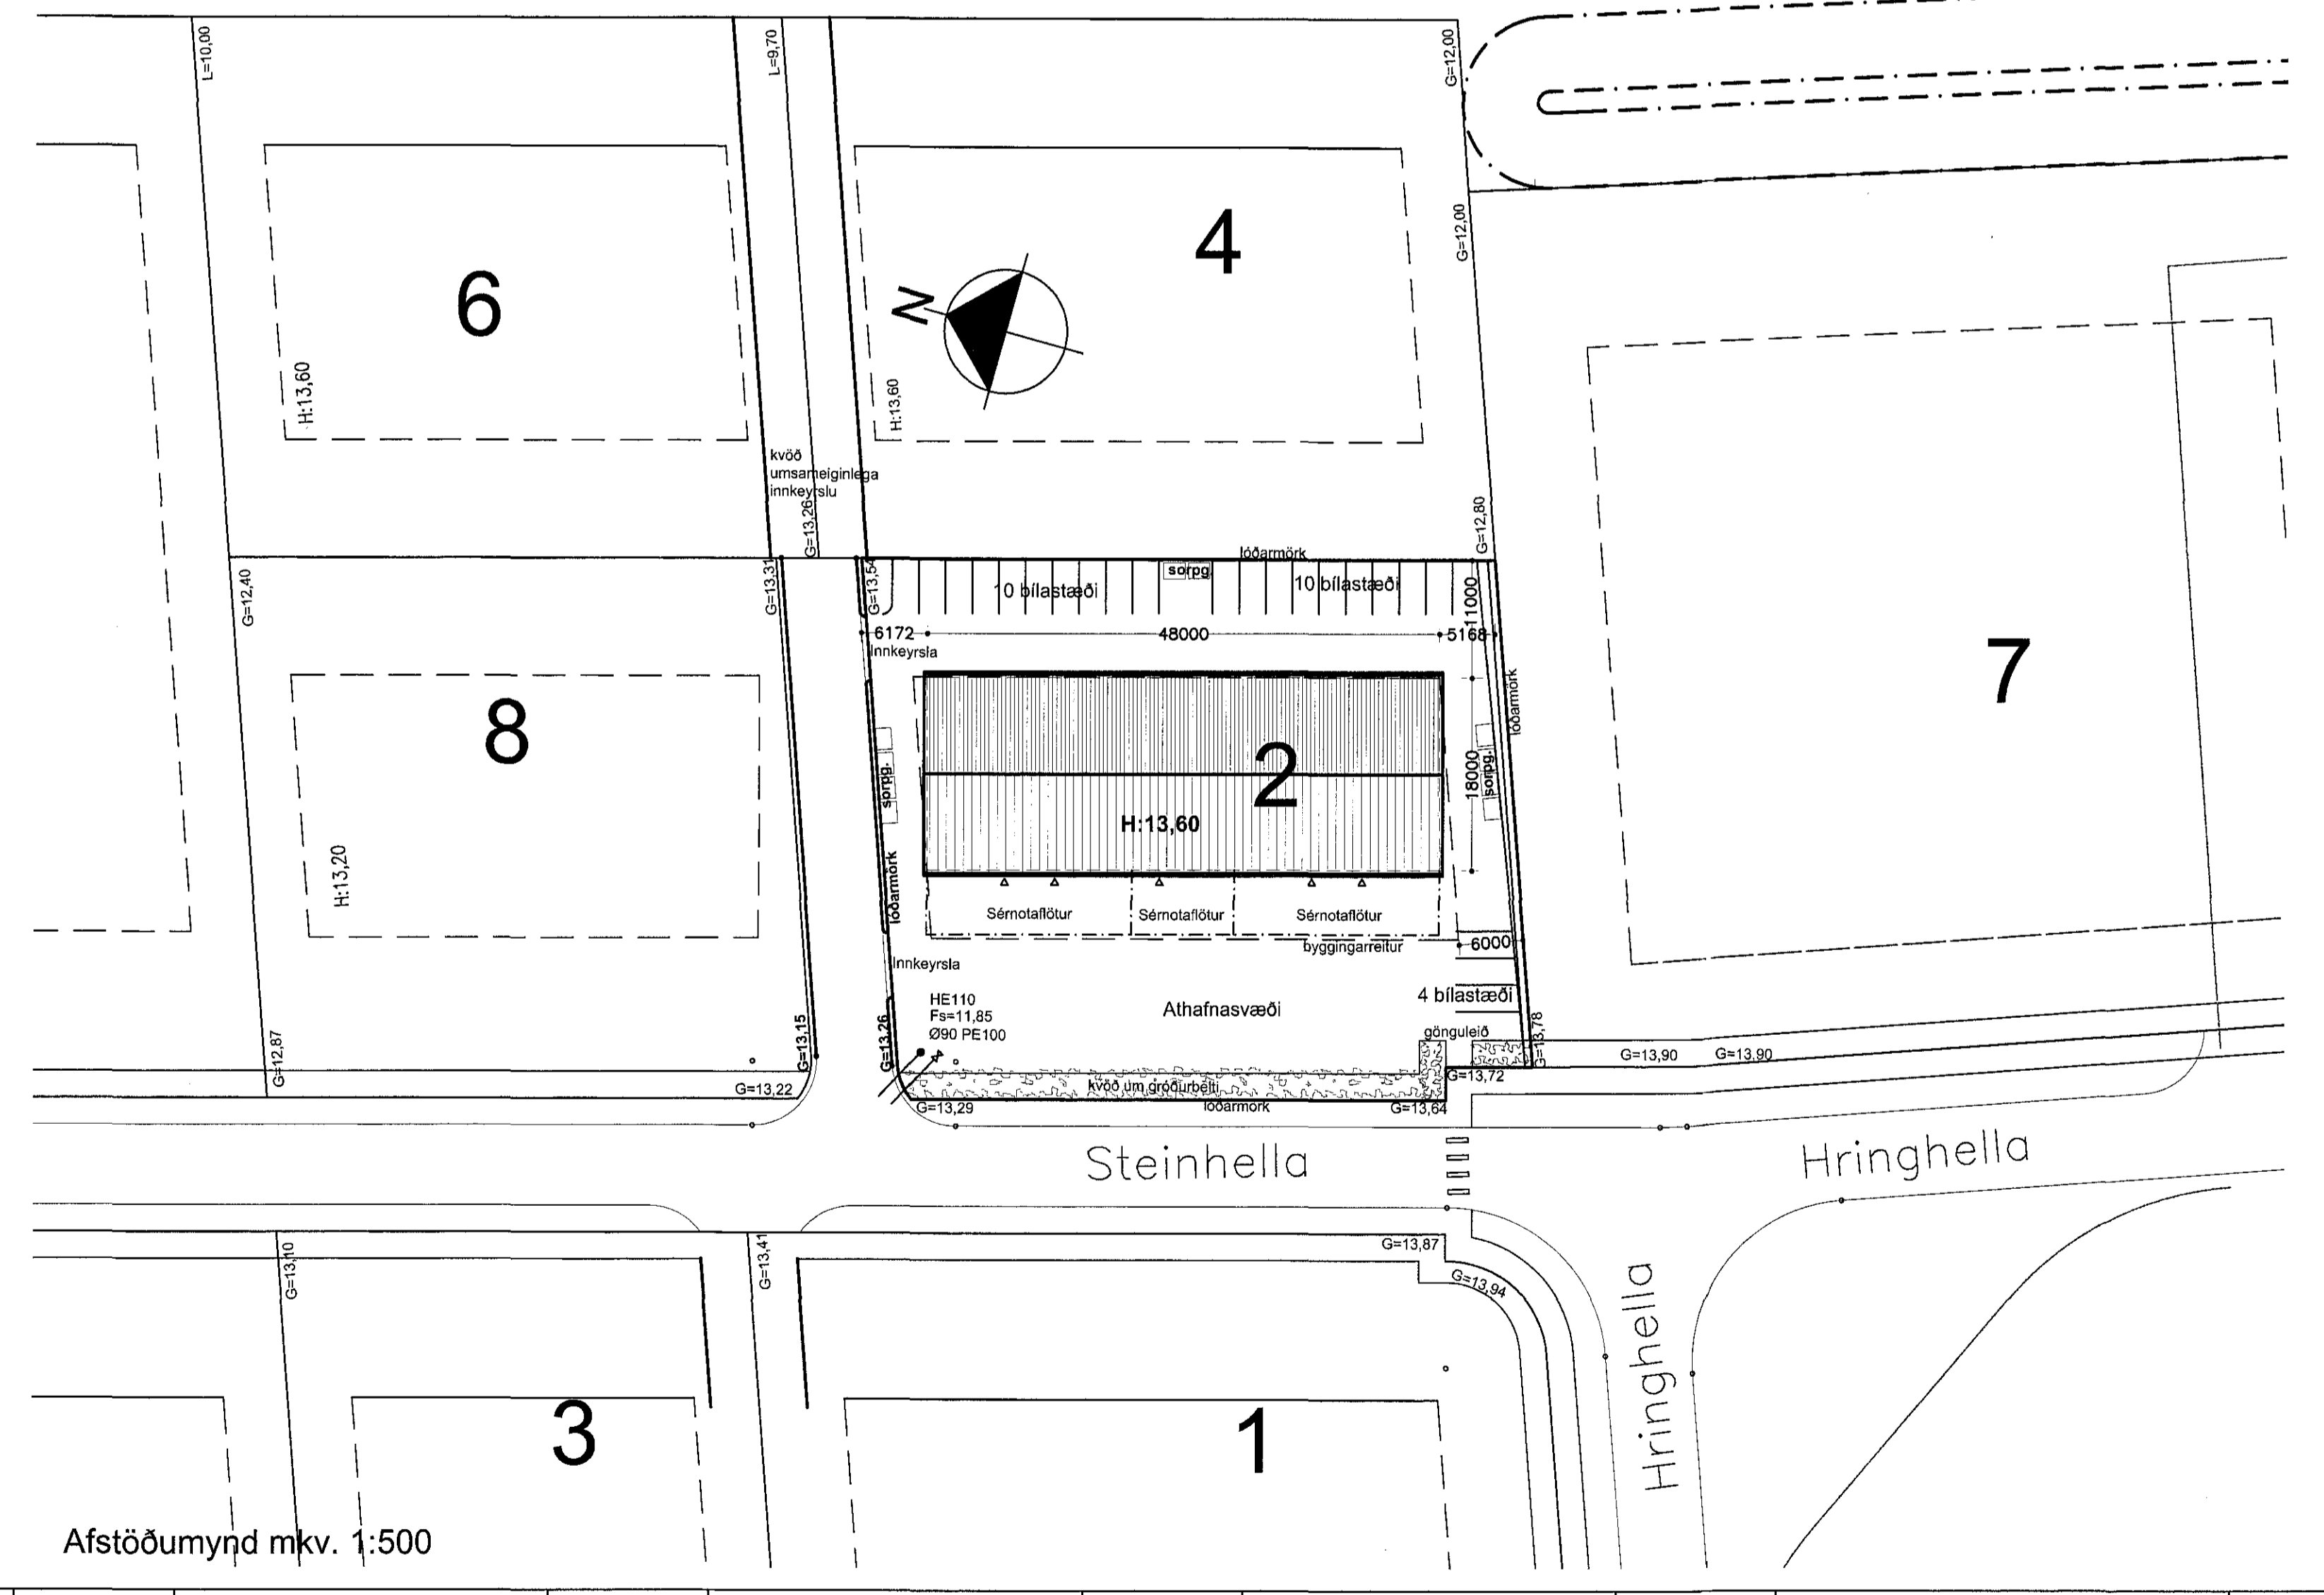 L=10,00
L=9,70
G=12,00
G=12,00
6
4
N
H:13,60
H:13,60
kvöð
umsameiginlega
innkeyrslu
G=13,26
G=12,80
lóðarmörk
G=12,40
G=13,31
G=13,54
10 bílastæði
sorpg
10 bílastæði
11000
6172
48000
5168
Innkeyrsla
lóðarmörk
7
8
2
sorpg.
18000
sorpg.
H:13,60
H:13,20
lóðarmörk
Sérnotaflötur
Sérnotaflötur
Sérnotaflötur
byggingarreitur
6000
Innkeyrsla
HE110
Fs=11,85
Ø90 PE100
Athafnasvæði
4 bílastæði
gönguleið
G=12,87
G=13,15
G=13,26
G=13,78
G=13,90
G=13,90
G=13,22
kvöð um gróðurbelti
G=13,72
G=13,29
lóðarmörk
G=13,64
Steinhella
Hringhella
G=13,10
G=13,41
G=13,87
G=13,94
Hringhella
3
1
Afstöðumynd mkv. 1:500